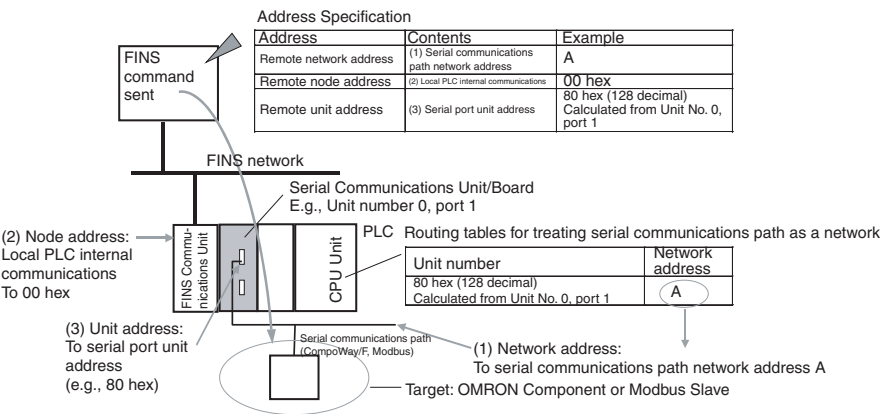 Address Specification
Address Contents Example
Remote network address
(1) Serial communications
path network address
A
Remote node address
(2) Local PLC internal communications
00 hex
Remote unit address
(3) Serial port unit address
80 hex (128 decimal)
Calculated from Unit No. 0,
port 1
FINS
command
sent
FINS network
Serial Communications Unit/Board
E.g., Unit number 0, port 1
(2) Node address:
Local PLC internal
communications
To 00 hex
FINS Commu-
nications Unit
CPU Unit
PLC
Routing tables for treating serial communications path as a network
Unit number
Network
address
80 hex (128 decimal)
Calculated from Unit No. 0, port 1
A
(3) Unit address:
To serial port unit
address
(e.g., 80 hex)
Serial communications path
(CompoWay/F, Modbus)
(1) Network address:
To serial communications path network address A
Target: OMRON Component or Modbus Slave